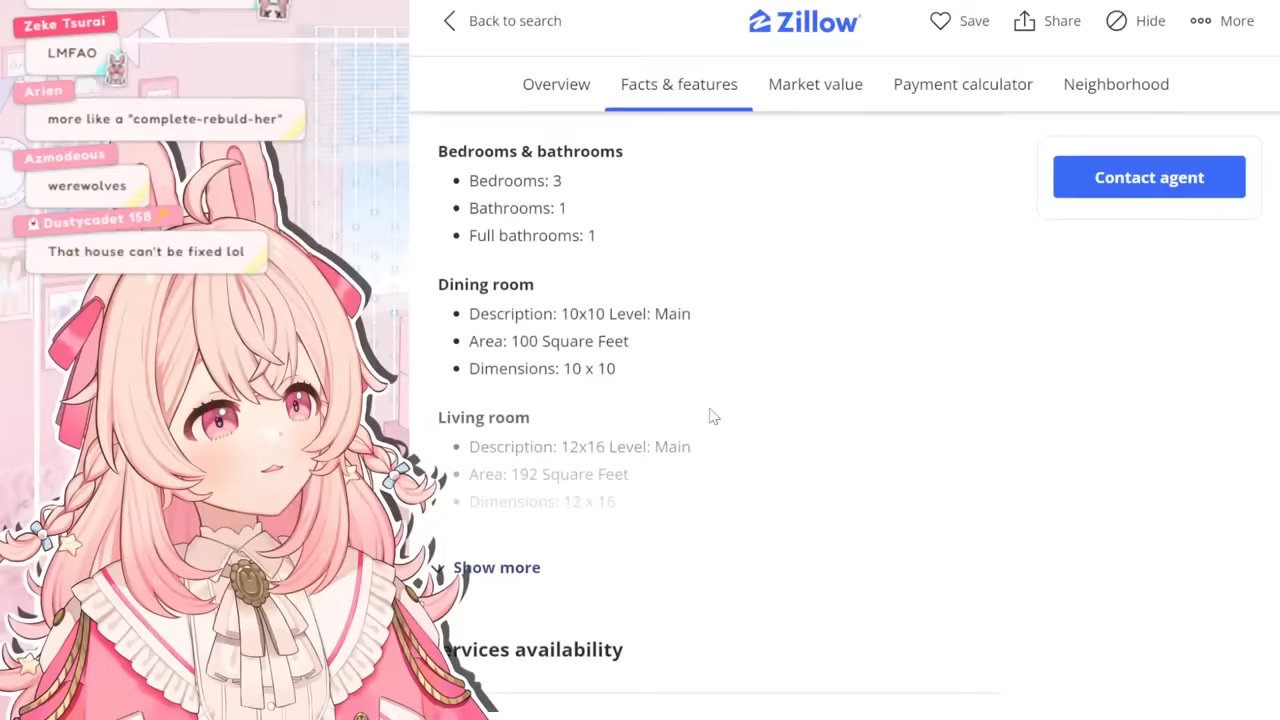 Zeke Tsurai
LMFAO
Arien
more like a "complete-rebuld-her"
Azmodeous
werewolves
Dustycadet 158
That house can't be fixed lol
Back to search
Zillow
Save
Share
Hide
More
Overview
Facts & features
Market value
Payment calculator
Neighborhood
Bedrooms & bathrooms
Bedrooms: 3
Bathrooms: 1
Full bathrooms: 1
Dining room
Description: 10x10 Level: Main
Area: 100 Square Feet
Dimensions: 10 x 10
Living room
Description: 12x16 Level: Main
Area: 192 Square Feet
Dimensions: 12 x 16
Show more
ervices availability
Contact agent